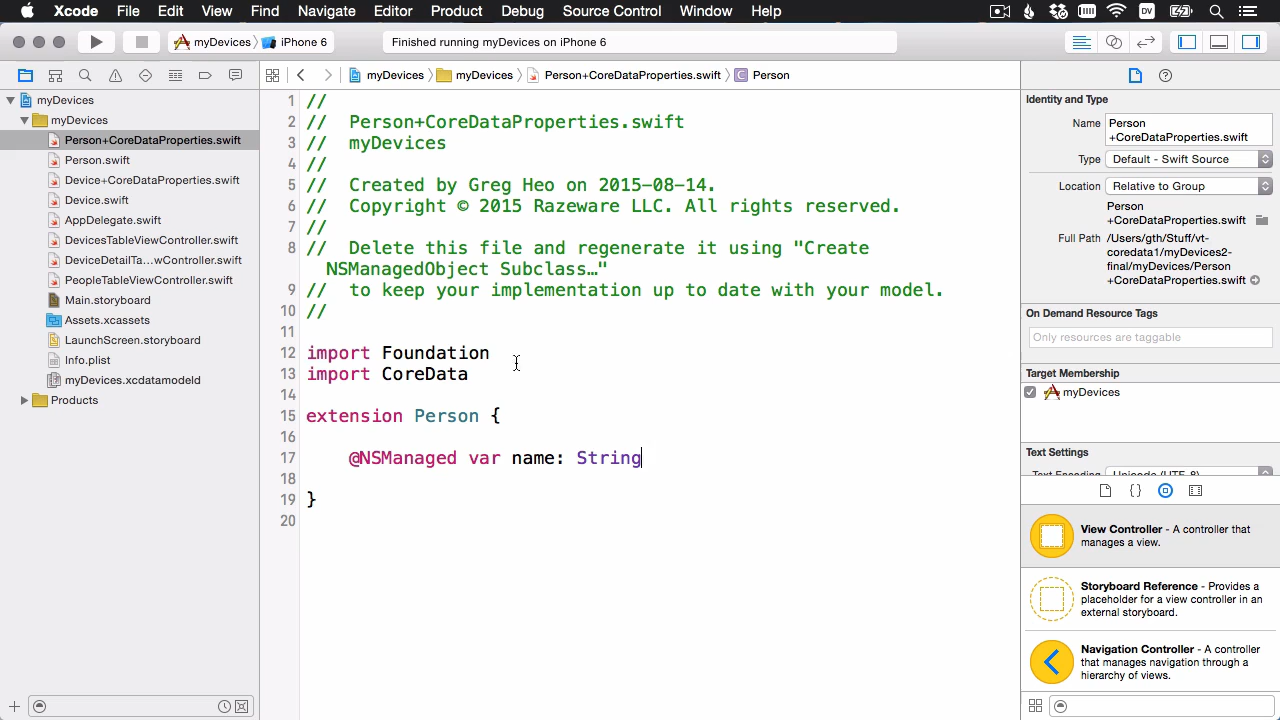 Xcode File Edit View Find Navigate Editor Product Debug Source Control Window Help
DV
myDevices iPhone 6
Finished running myDevices on iPhone 6
myDevices myDevices Person+CoreDataProperties.swift C Person
myDevices
myDevices
Person+CoreDataProperties.swift
Person.swift
Device+CoreDataProperties.swift
Device.swift
AppDelegate.swift
DevicesTableViewController.swift
DeviceDetailTa…wController.swift
PeopleTableViewController.swift
Main.storyboard
Assets.xcassets
LaunchScreen.storyboard
Info.plist
myDevices.xcdatamodeld
Products
1 //
2 // Person+CoreDataProperties.swift
3 // myDevices
4 //
5 // Created by Greg Heo on 2015-08-14.
6 // Copyright © 2015 Razeware LLC. All rights reserved.
7 //
8 // Delete this file and regenerate it using "Create
NSManagedObject Subclass…"
9 // to keep your implementation up to date with your model.
10 //
11
12 import Foundation
13 import CoreData
14
15 extension Person {
16
17 @NSManaged var name: String
18
19 }
20
Identity and Type
Name Person
+CoreDataProperties.swift
Type Default - Swift Source
Location Relative to Group
Person
+CoreDataProperties.swift
Full Path /Users/gth/Stuff/vt-
coredata1/myDevices2-
final/myDevices/Person
+CoreDataProperties.swift
On Demand Resource Tags
Only resources are taggable
Target Membership
myDevices
Text Settings
Text Encoding Unicode (UTF-8)
{}
View Controller - A controller that
manages a view.
Storyboard Reference - Provides a
placeholder for a view controller in an
external storyboard.
Navigation Controller - A controller
that manages navigation through a
hierarchy of views.